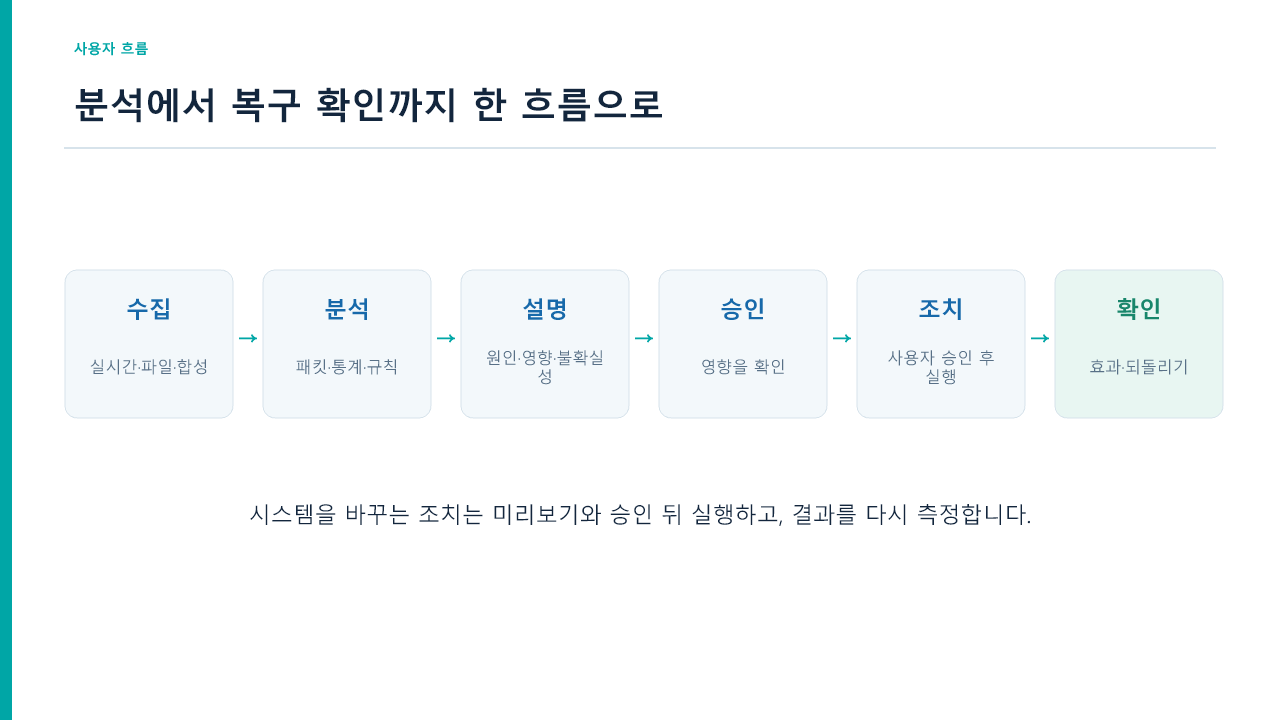 사용자 흐름
분석에서 복구 확인까지 한 흐름으로
수집
실시간·파일·합성
→
분석
패킷·통계·규칙
→
설명
원인·영향·불확실
성
→
승인
영향을 확인
→
조치
사용자 승인 후
실행
→
확인
효과·되돌리기
시스템을 바꾸는 조치는 미리보기와 승인 뒤 실행하고, 결과를 다시 측정합니다.